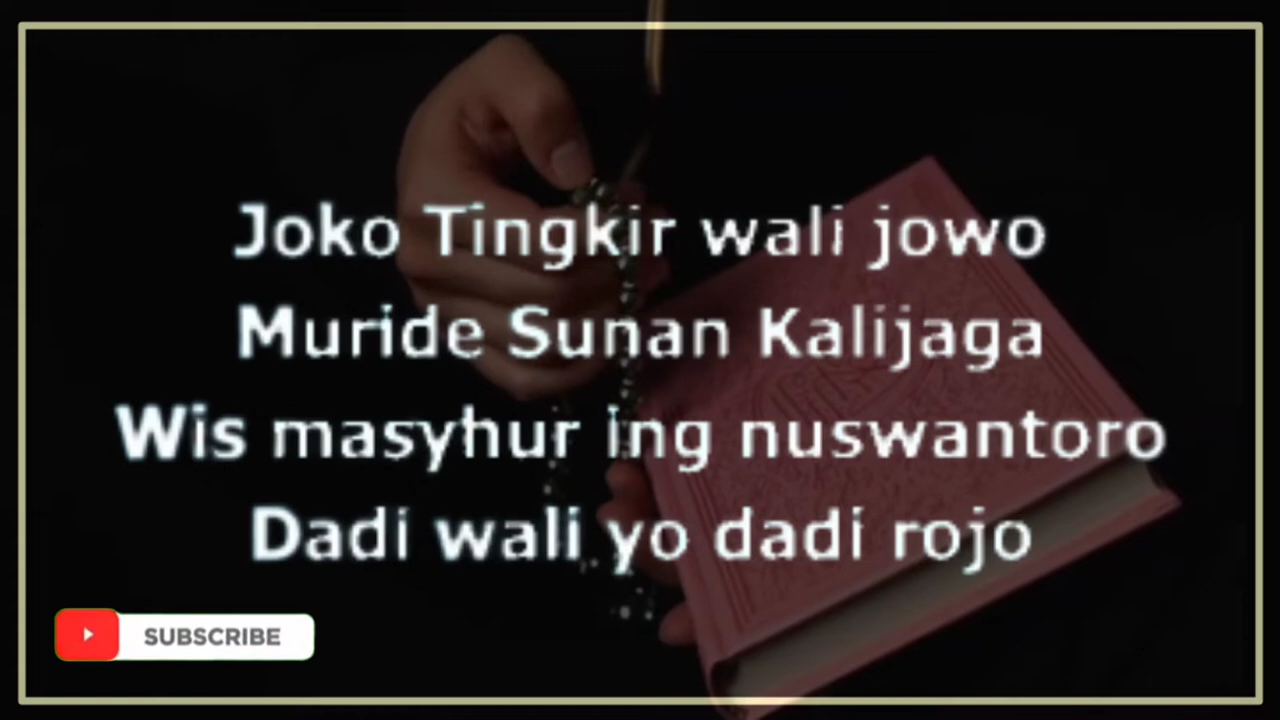 Joko Tingkir wali jowo
Muride Sunan Kalijaga
Wis masyhur ing nuswantoro
Dadi wali yo dadi rojo
SUBSCRIBE